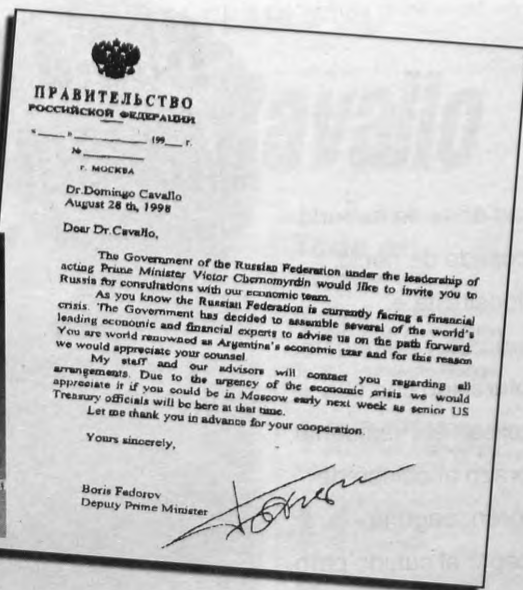 ПРАВИТЕЛЬСТВО
РОССИЙСКОЙ ФЕДЕРАЦИИ
" " 199 г.
№
г. МОСКВА
Dr.Domingo Cavallo
August 28 th, 1998
Dear Dr.Cavallo,
The Government of the Russian Federation under the leadership of
acting Prime Minister Victor Chernomyrdin would like to invite you to
Russia for consultations with our economic team.
As you know the Russian Federation is currently facing a financial
crisis. The Government has decided to assemble several of the world's
leading economic and financial experts to advise us on the path forward.
You are world renowned as Argentina's economic tzar and for this reason
we would appreciate your counsel.
My staff and our advisors will contact you regarding all
arrangements. Due to the urgency of the economic crisis we would
appreciate it if you could be in Moscow early next week as senior US
Treasury officials will be here at that time.
Let me thank you in advance for your cooperation.
Yours sincerely,
Boris Fedorov
Deputy Prime Minister